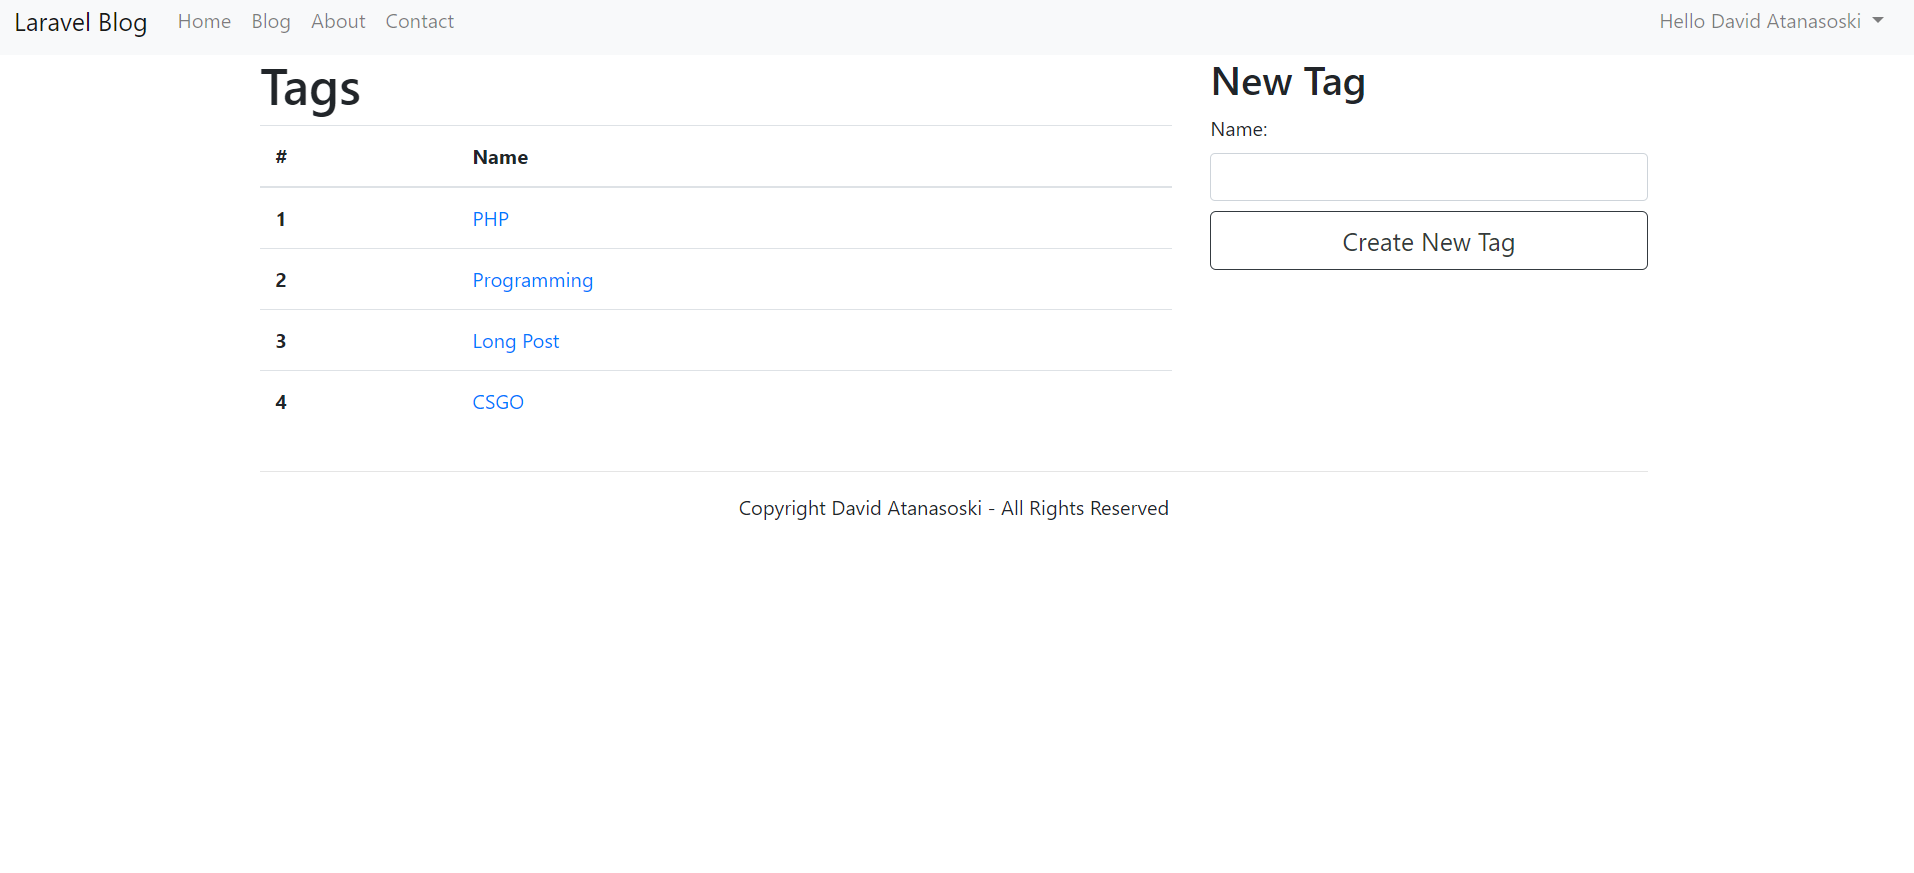 Laravel Blog Home Blog About Contact Hello David Atanasoski
Tags
# Name
1 PHP
2 Programming
3 Long Post
4 CSGO
New Tag
Name:
Create New Tag
Copyright David Atanasoski - All Rights Reserved